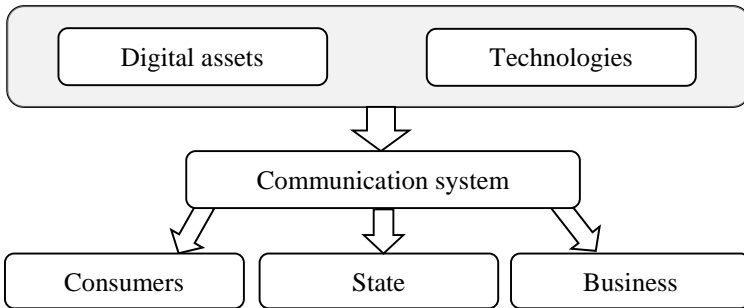 Digital assets
Technologies
Communication system
Consumers
State
Business